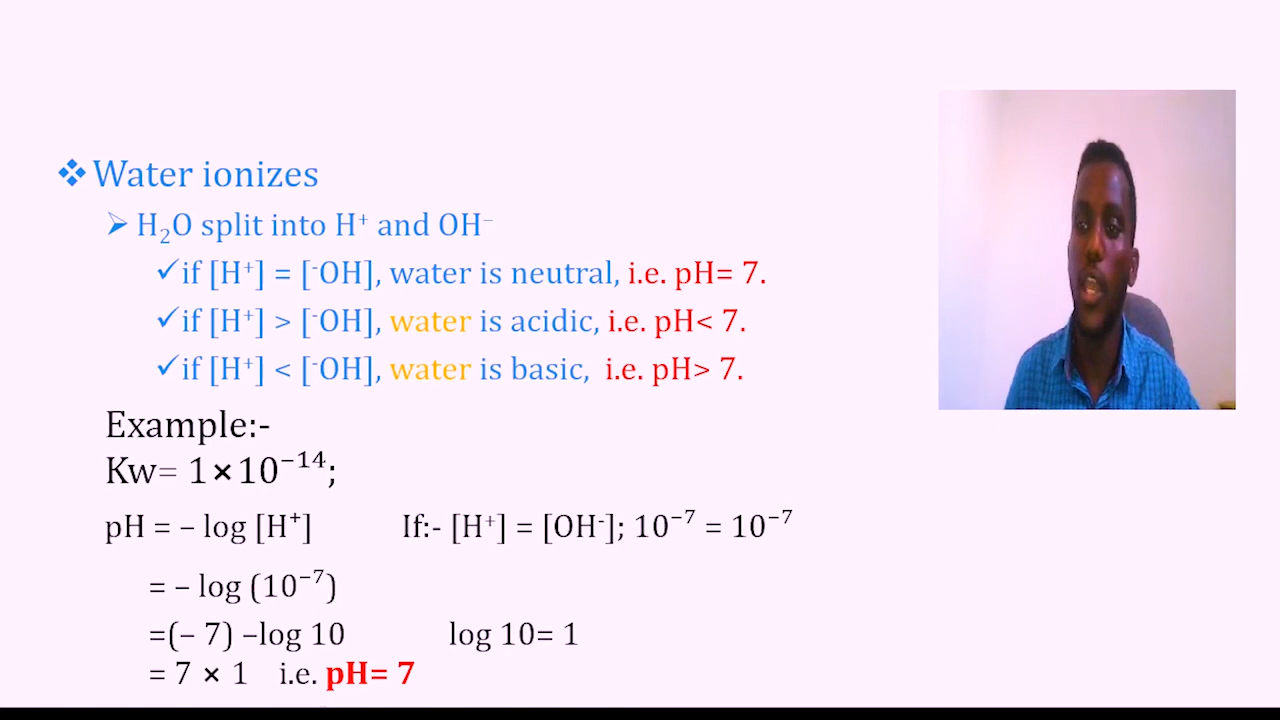 ❖ Water ionizes
➢ H₂O split into H⁺ and OH⁻
✓ if [H⁺] = [⁻OH], water is neutral, i.e. pH= 7.
✓ if [H⁺] > [⁻OH], water is acidic, i.e. pH< 7.
✓ if [H⁺] < [⁻OH], water is basic, i.e. pH> 7.
Example:-
Kw= 1×10⁻¹⁴;
pH = – log [H⁺] If:- [H⁺] = [OH⁻]; 10⁻⁷ = 10⁻⁷
= – log (10⁻⁷)
=(– 7) –log 10 log 10= 1
= 7 × 1 i.e. pH= 7